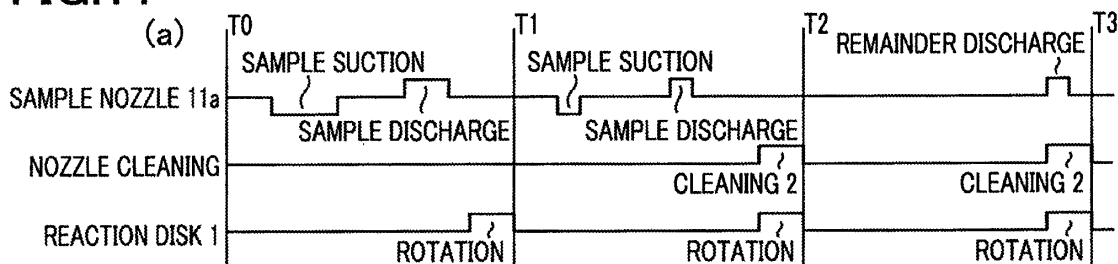 (a)
T0 T1 T2 T3
SAMPLE SUCTION SAMPLE SUCTION REMAINDER DISCHARGE
SAMPLE NOZZLE 11a
SAMPLE DISCHARGE SAMPLE DISCHARGE
NOZZLE CLEANING
CLEANING 2 CLEANING 2
REACTION DISK 1
ROTATION ROTATION ROTATION